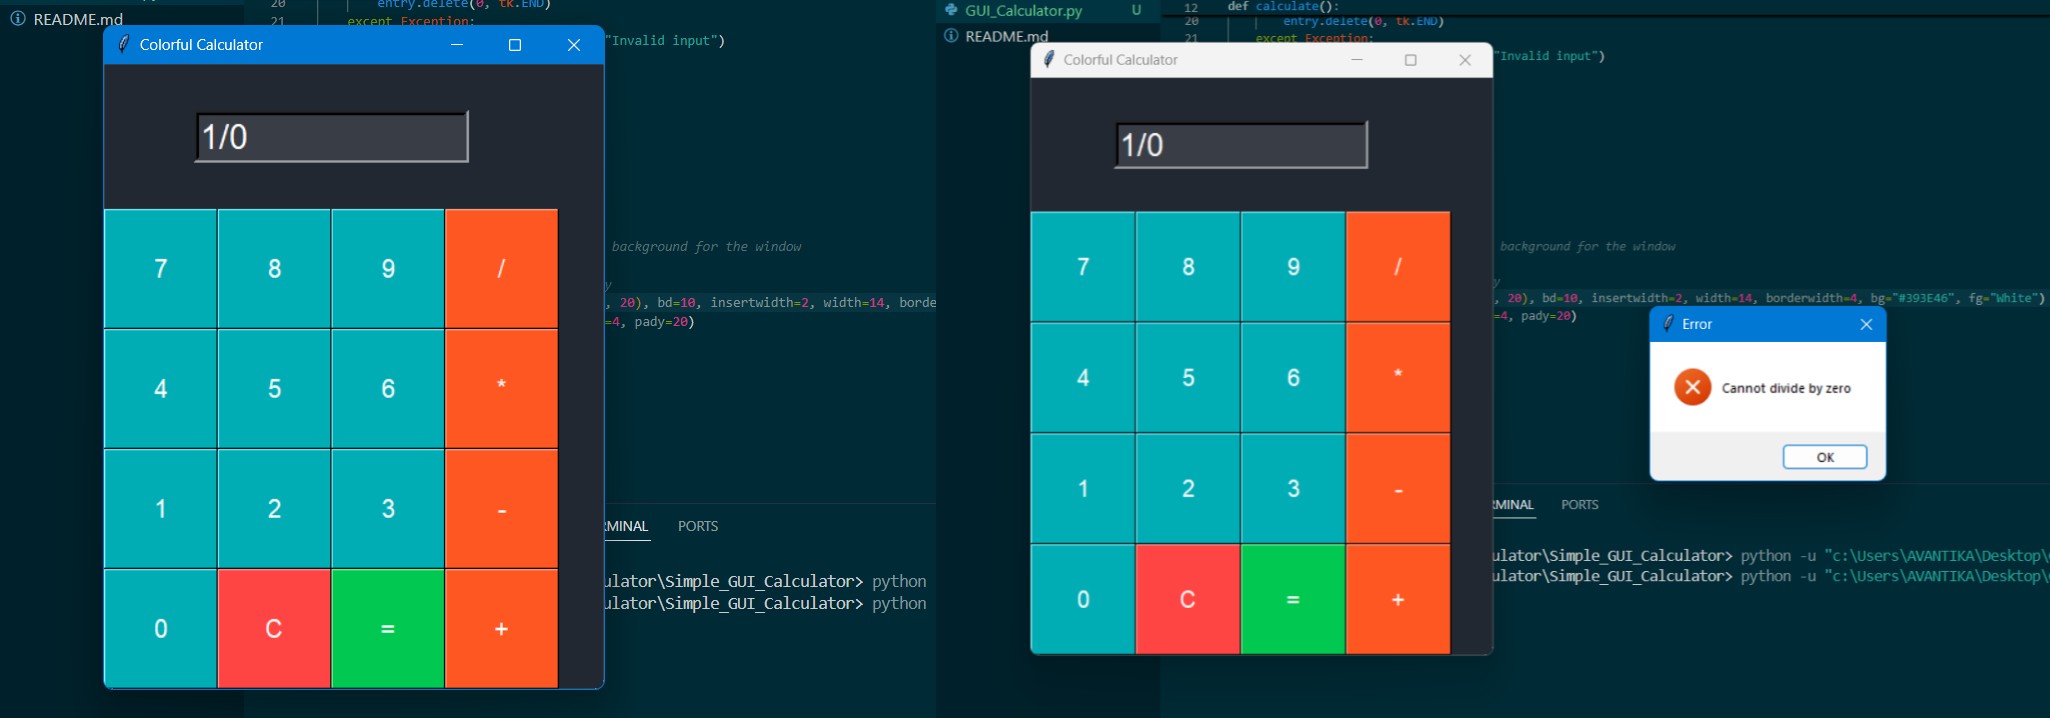 README.md
20 entry.delete(0, tk.END)
21 except Exception:
"Invalid input")
Colorful Calculator
1/0
7 8 9 /
4 5 6 *
1 2 3 -
0 C = +
background for the window
y
, 20), bd=10, insertwidth=2, width=14, borde
=4, pady=20)
RMINAL PORTS
ulator\Simple_GUI_Calculator> python
ulator\Simple_GUI_Calculator> python
GUI_Calculator.py U
README.md
12 def calculate():
20 entry.delete(0, tk.END)
21 except Exception:
"Invalid input")
Colorful Calculator
1/0
7 8 9 /
4 5 6 *
1 2 3 -
0 C = +
background for the window
y
, 20), bd=10, insertwidth=2, width=14, borderwidth=4, bg="#393E46", fg="White")
=4, pady=20)
Error
Cannot divide by zero
OK
RMINAL PORTS
ulator\Simple_GUI_Calculator> python -u "c:\Users\AVANTIKA\Desktop\
ulator\Simple_GUI_Calculator> python -u "c:\Users\AVANTIKA\Desktop\